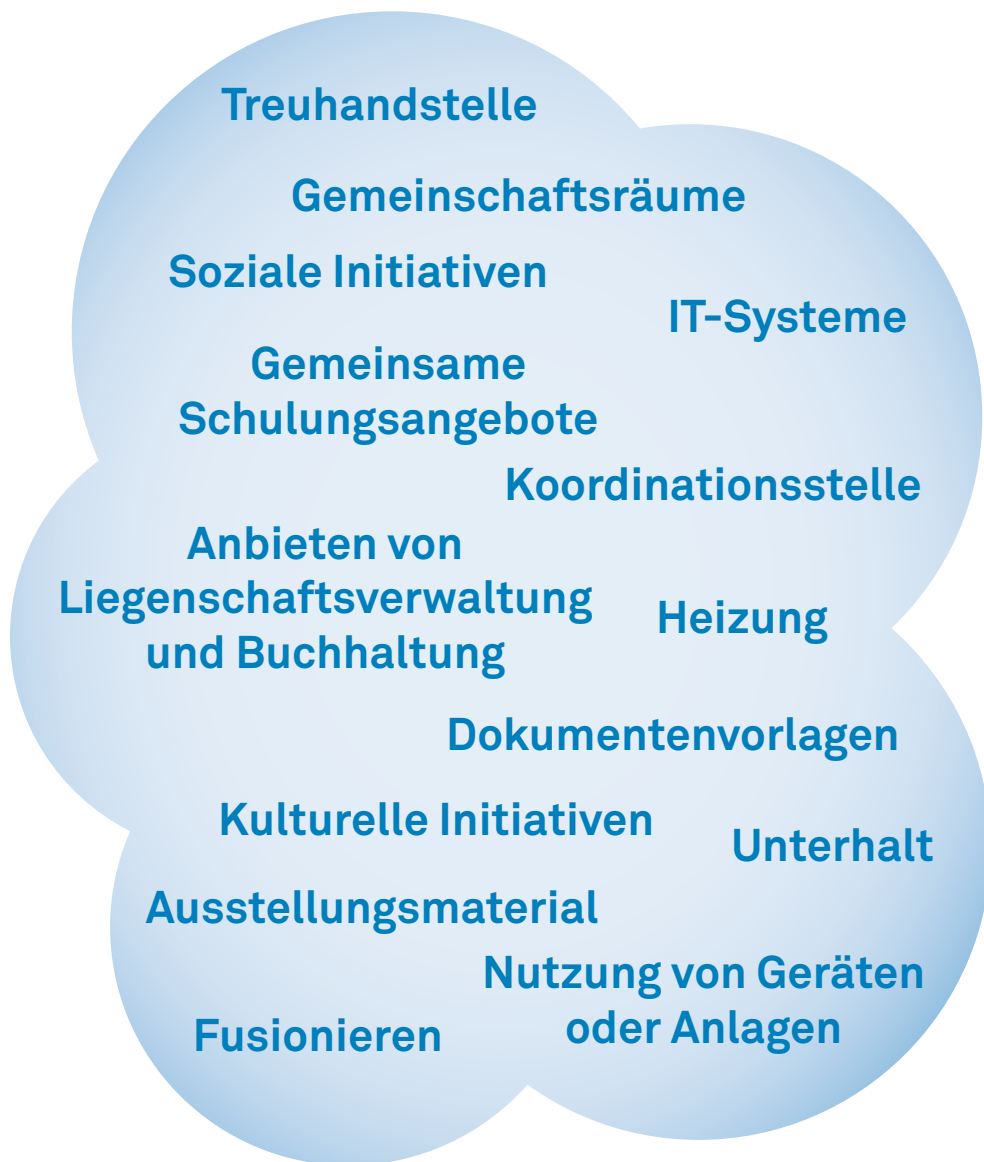 Treuhandstelle
Gemeinschaftsräume
Soziale Initiativen
IT-Systeme
Gemeinsame
Schulungsangebote
Koordinationsstelle
Anbieten von
Liegenschaftsverwaltung
und Buchhaltung
Heizung
Dokumentenvorlagen
Kulturelle Initiativen
Unterhalt
Ausstellungsmaterial
Nutzung von Geräten
oder Anlagen
Fusionieren